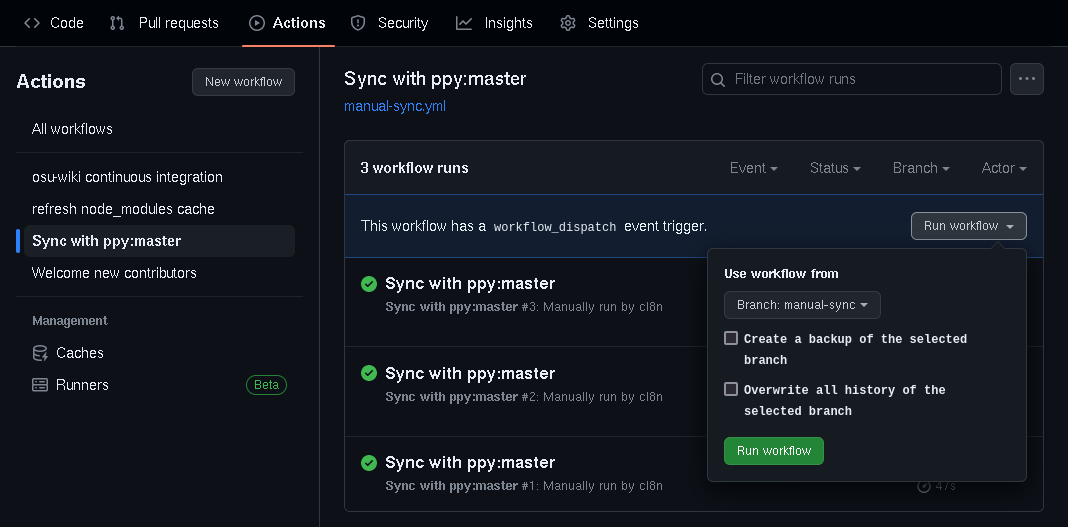 Code Pull requests Actions Security Insights Settings
Actions
New workflow
All workflows
osu-wiki continuous integration
refresh node_modules cache
Sync with ppy:master
Welcome new contributors
Management
Caches
Runners Beta
Sync with ppy:master
manual-sync.yml
Filter workflow runs
3 workflow runs
Event Status Branch Actor
This workflow has a workflow_dispatch event trigger.
Run workflow
Use workflow from
Branch: manual-sync
Create a backup of the selected
branch
Overwrite all history of the
selected branch
Run workflow
Sync with ppy:master
Sync with ppy:master #3: Manually run by cl8n
Sync with ppy:master
Sync with ppy:master #2: Manually run by cl8n
Sync with ppy:master
Sync with ppy:master #1: Manually run by cl8n
47s